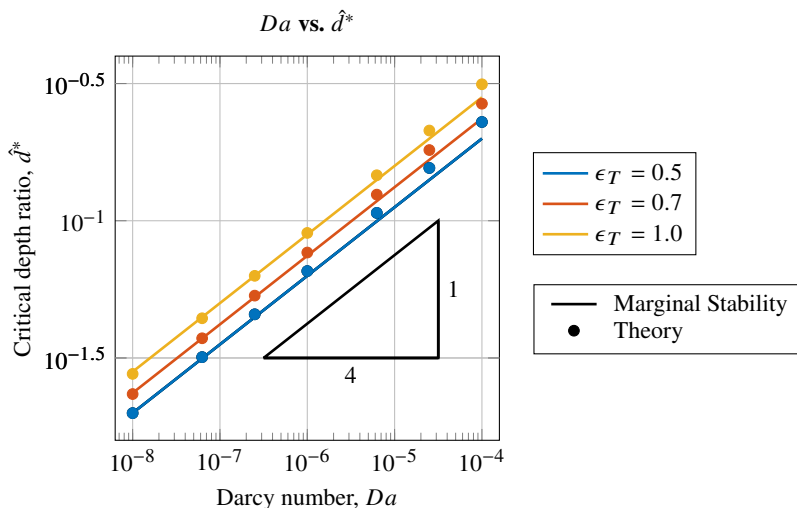 Da vs. d̂*
10^-0.5
10^-1
10^-1.5
Critical depth ratio, d̂*
1
4
10^-8
10^-7
10^-6
10^-5
10^-4
Darcy number, Da
ϵ_T = 0.5
ϵ_T = 0.7
ϵ_T = 1.0
Marginal Stability
Theory